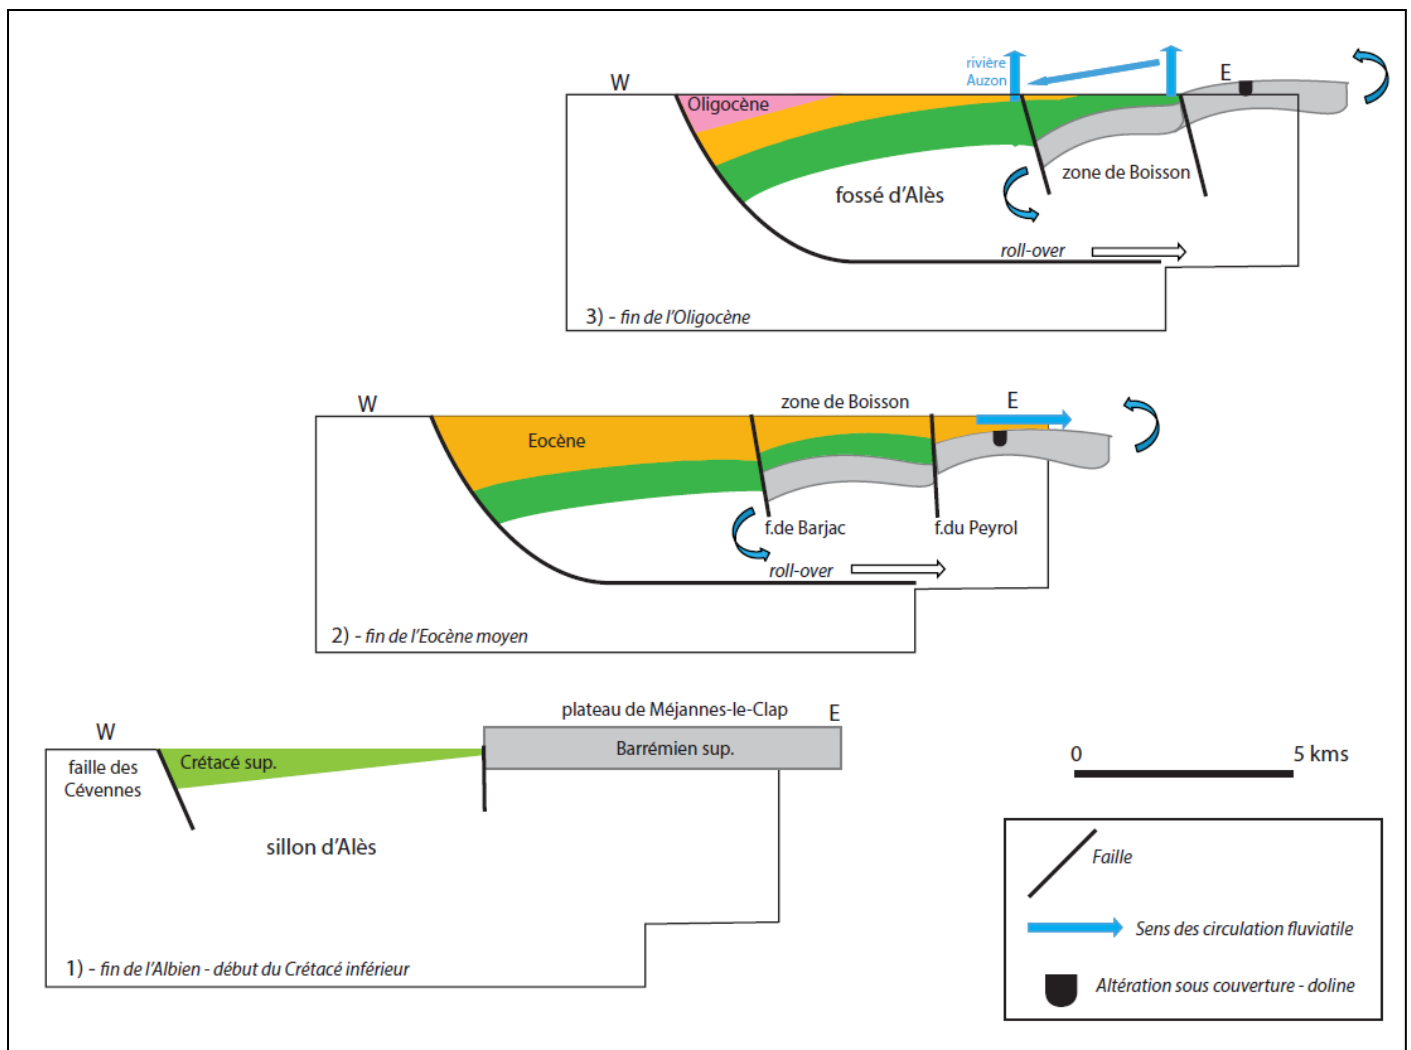 W
rivière
Auzon
E
Oligocène
zone de Boisson
fossé d'Alès
roll-over
3) - fin de l'Oligocène
W
zone de Boisson
E
Eocène
f.de Barjac
f.du Peyrol
roll-over
2) - fin de l'Eocène moyen
plateau de Méjannes-le-Clap
E
W
Barrémien sup.
faille des
Cévennes
Crétacé sup.
sillon d'Alès
1) - fin de l'Albien - début du Crétacé inférieur
0
5 kms
Faille
Sens des circulation fluviatile
Altération sous couverture - doline